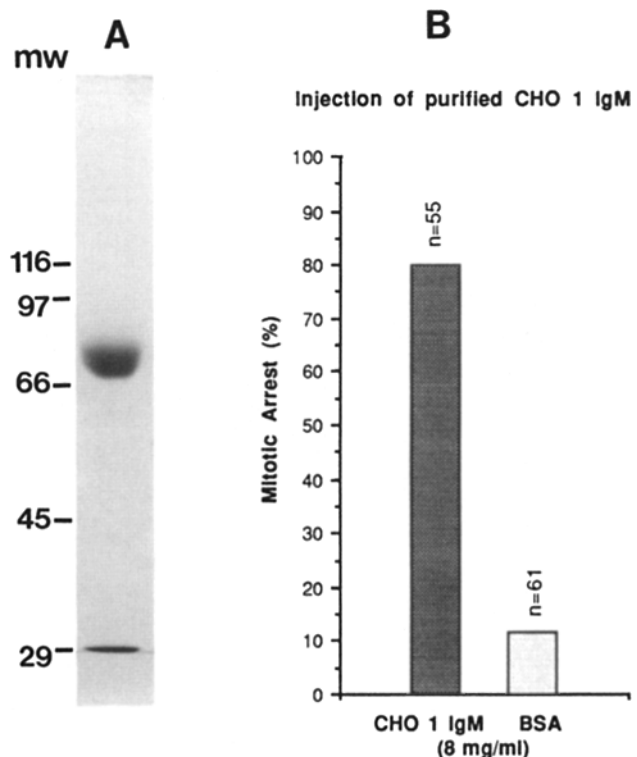 A
mw
116
97
66
45
29
B
Injection of purified CHO 1 IgM
100
90
80
70
60
50
40
30
20
10
0
Mitotic Arrest (%)
n=55
n=61
CHO 1 IgM
(8 mg/ml)
BSA